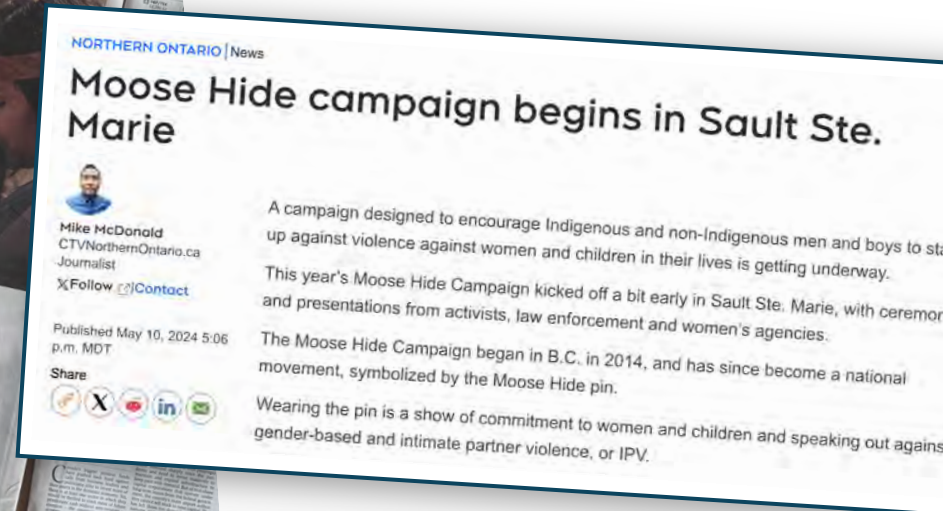 NORTHERN ONTARIO | News
Moose Hide campaign begins in Sault Ste.
Marie
Mike McDonald
CTVNorthernOntario.ca
Journalist
Follow Contact
Published May 10, 2024 5:06
p.m. MDT
Share
A campaign designed to encourage Indigenous and non-Indigenous men and boys to sta
up against violence against women and children in their lives is getting underway.
This year's Moose Hide Campaign kicked off a bit early in Sault Ste. Marie, with ceremon
and presentations from activists, law enforcement and women's agencies.
The Moose Hide Campaign began in B.C. in 2014, and has since become a national
movement, symbolized by the Moose Hide pin.
Wearing the pin is a show of commitment to women and children and speaking out agains
gender-based and intimate partner violence, or IPV.